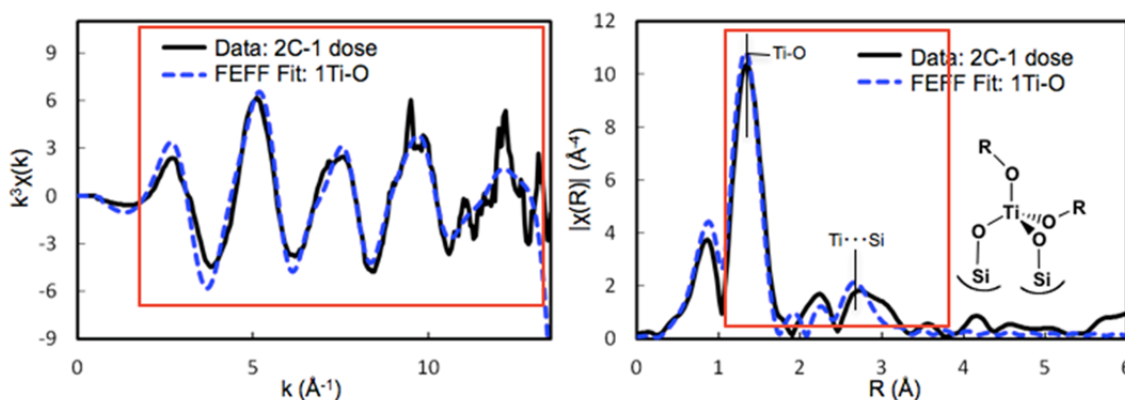 9
6
3
0
-3
-6
-9
k³χ(k)
Data: 2C-1 dose
FEFF Fit: 1Ti-O
5
10
k (Å⁻¹)
12
10
8
6
4
2
0
|χ(R)| (Å⁻⁴)
Ti-O
Data: 2C-1 dose
FEFF Fit: 1Ti-O
Ti···Si
R
O
R
Ti
O
O
O
Si
Si
0
1
2
3
4
5
6
R (Å)